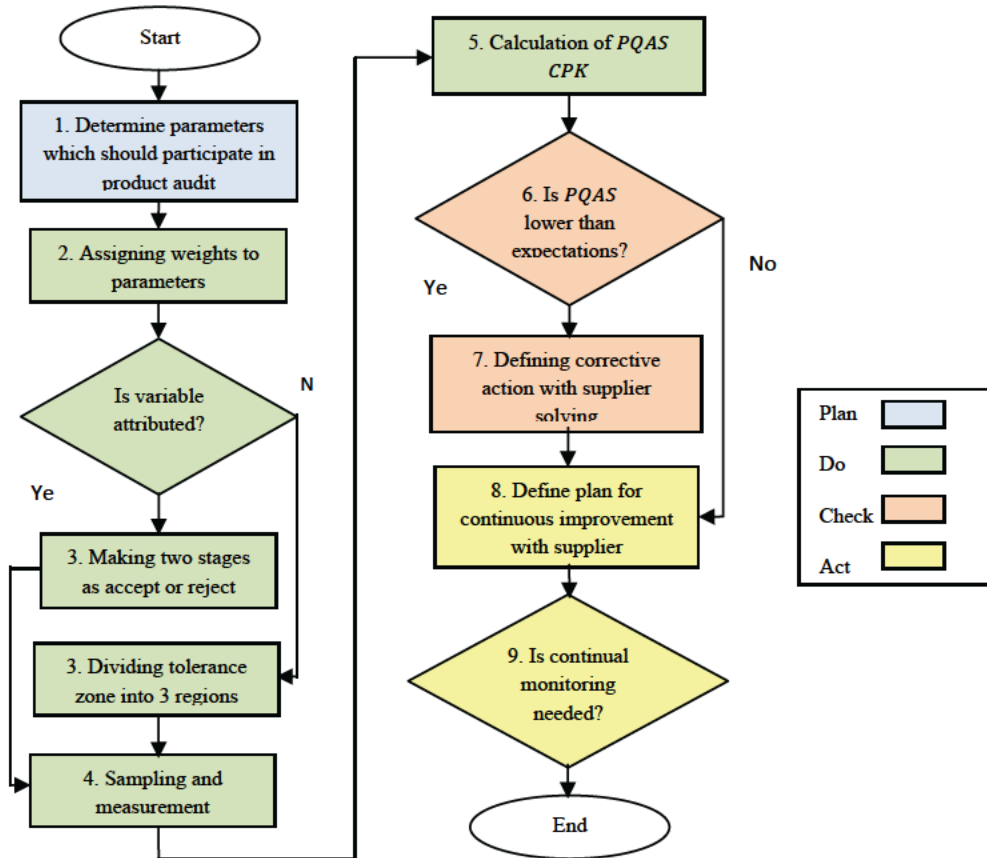 Start
1. Determine parameters
which should participate in
product audit
2. Assigning weights to
parameters
Is variable
attributed?
N
Ye
3. Making two stages
as accept or reject
3. Dividing tolerance
zone into 3 regions
4. Sampling and
measurement
5. Calculation of PQAS
CPK
6. Is PQAS
lower than
expectations?
No
Ye
7. Defining corrective
action with supplier
solving
8. Define plan for
continuous improvement
with supplier
9. Is continual
monitoring
needed?
End
Plan
Do
Check
Act